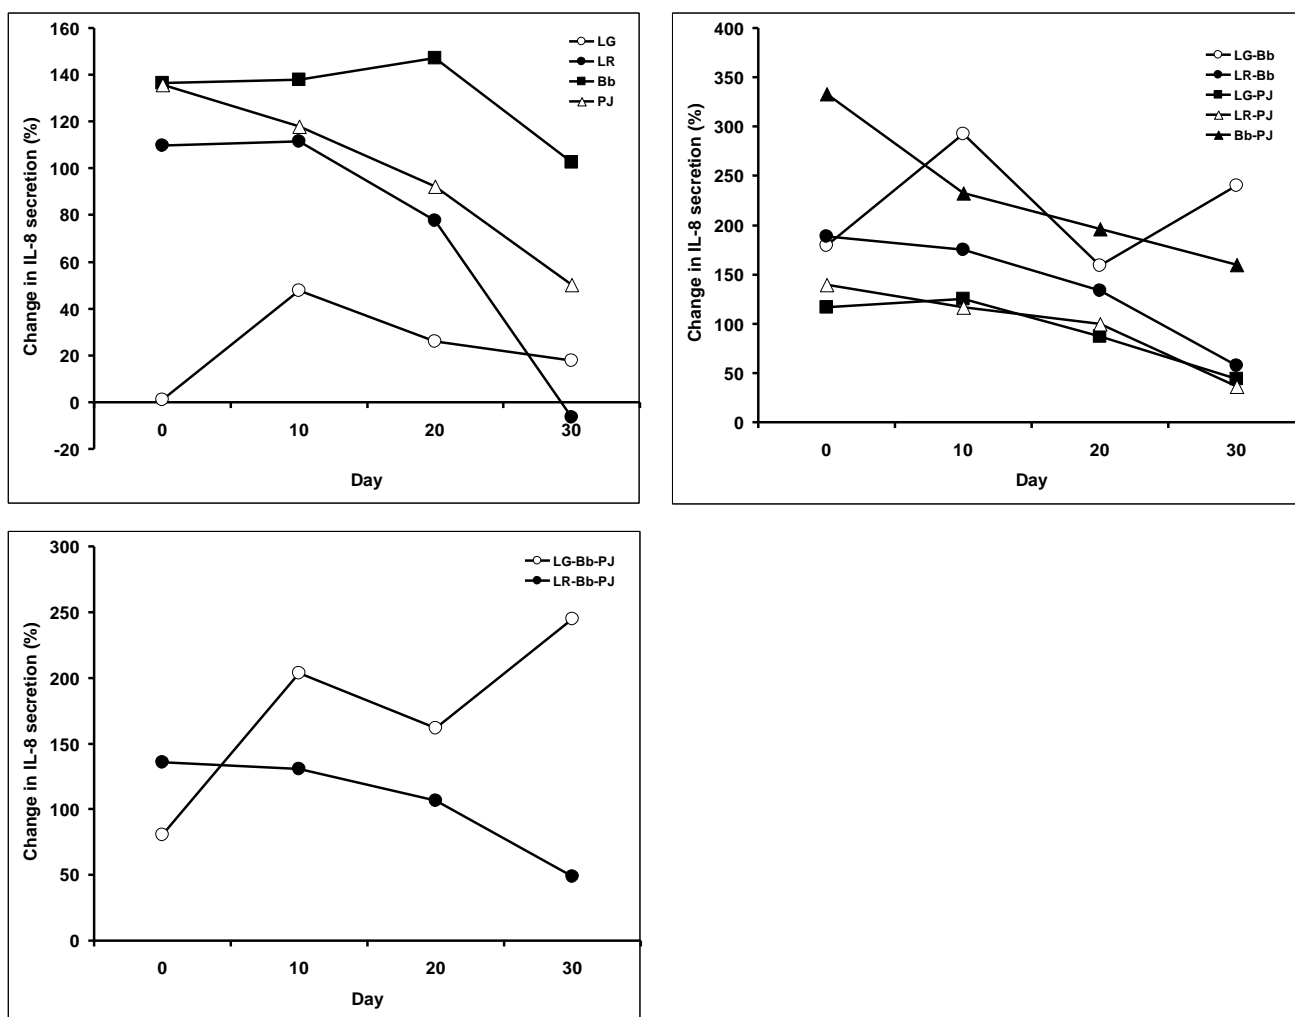 160
140
120
100
80
60
40
20
0
-20
Change in IL-8 secretion (%)
LG
LR
Bb
PJ
0 10 20 30
Day
400
350
300
250
200
150
100
50
0
Change in IL-8 secretion (%)
LG-Bb
LR-Bb
LG-PJ
LR-PJ
Bb-PJ
0 10 20 30
Day
300
250
200
150
100
50
0
Change in IL-8 secretion (%)
LG-Bb-PJ
LR-Bb-PJ
0 10 20 30
Day